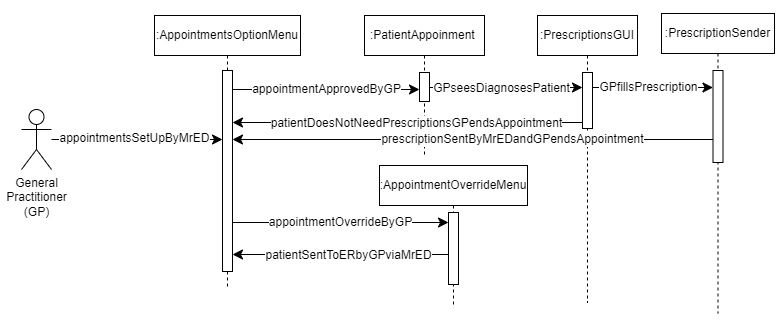 :AppointmentsOptionMenu
:PatientAppoinment
:PrescriptionsGUI
:PrescriptionSender
appointmentApprovedByGP
GPseesDiagnosesPatient
GPfillsPrescription
patientDoesNotNeedPrescriptionsGPendsAppointment
appointmentsSetUpByMrED
prescriptionSentByMrEDandGPendsAppointment
General
Practitioner
(GP)
:AppointmentOverrideMenu
appointmentOverrideByGP
patientSentToERbyGPviaMrED